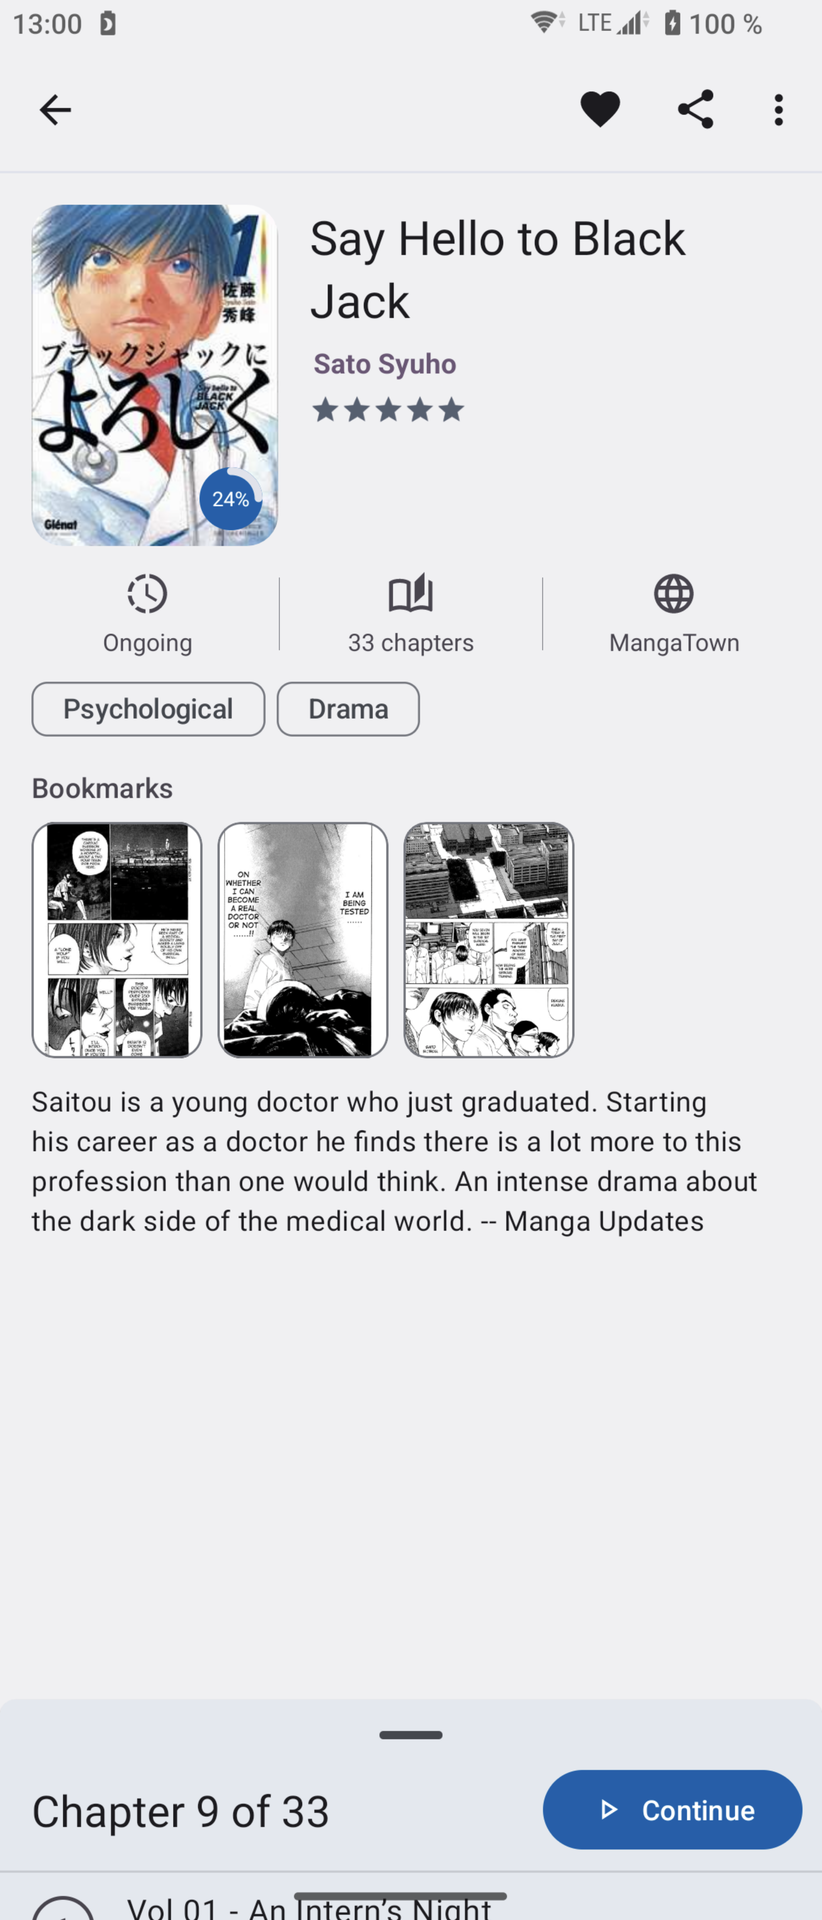 13:00
LTE
100 %
1
佐藤
秀峰
ブラックジャックに
よろしく
Say hello to
BLACK
JACK
24%
Glénat
Say Hello to Black
Jack
Sato Syuho
Ongoing
33 chapters
MangaTown
Psychological
Drama
Bookmarks
ON
WHETHER
I CAN
BECOME
A REAL
DOCTOR
OR NOT
......!!
I AM
BEING
TESTED
......
Saitou is a young doctor who just graduated. Starting
his career as a doctor he finds there is a lot more to this
profession than one would think. An intense drama about
the dark side of the medical world. -- Manga Updates
Chapter 9 of 33
Continue
Vol 01 - An Intern’s Night